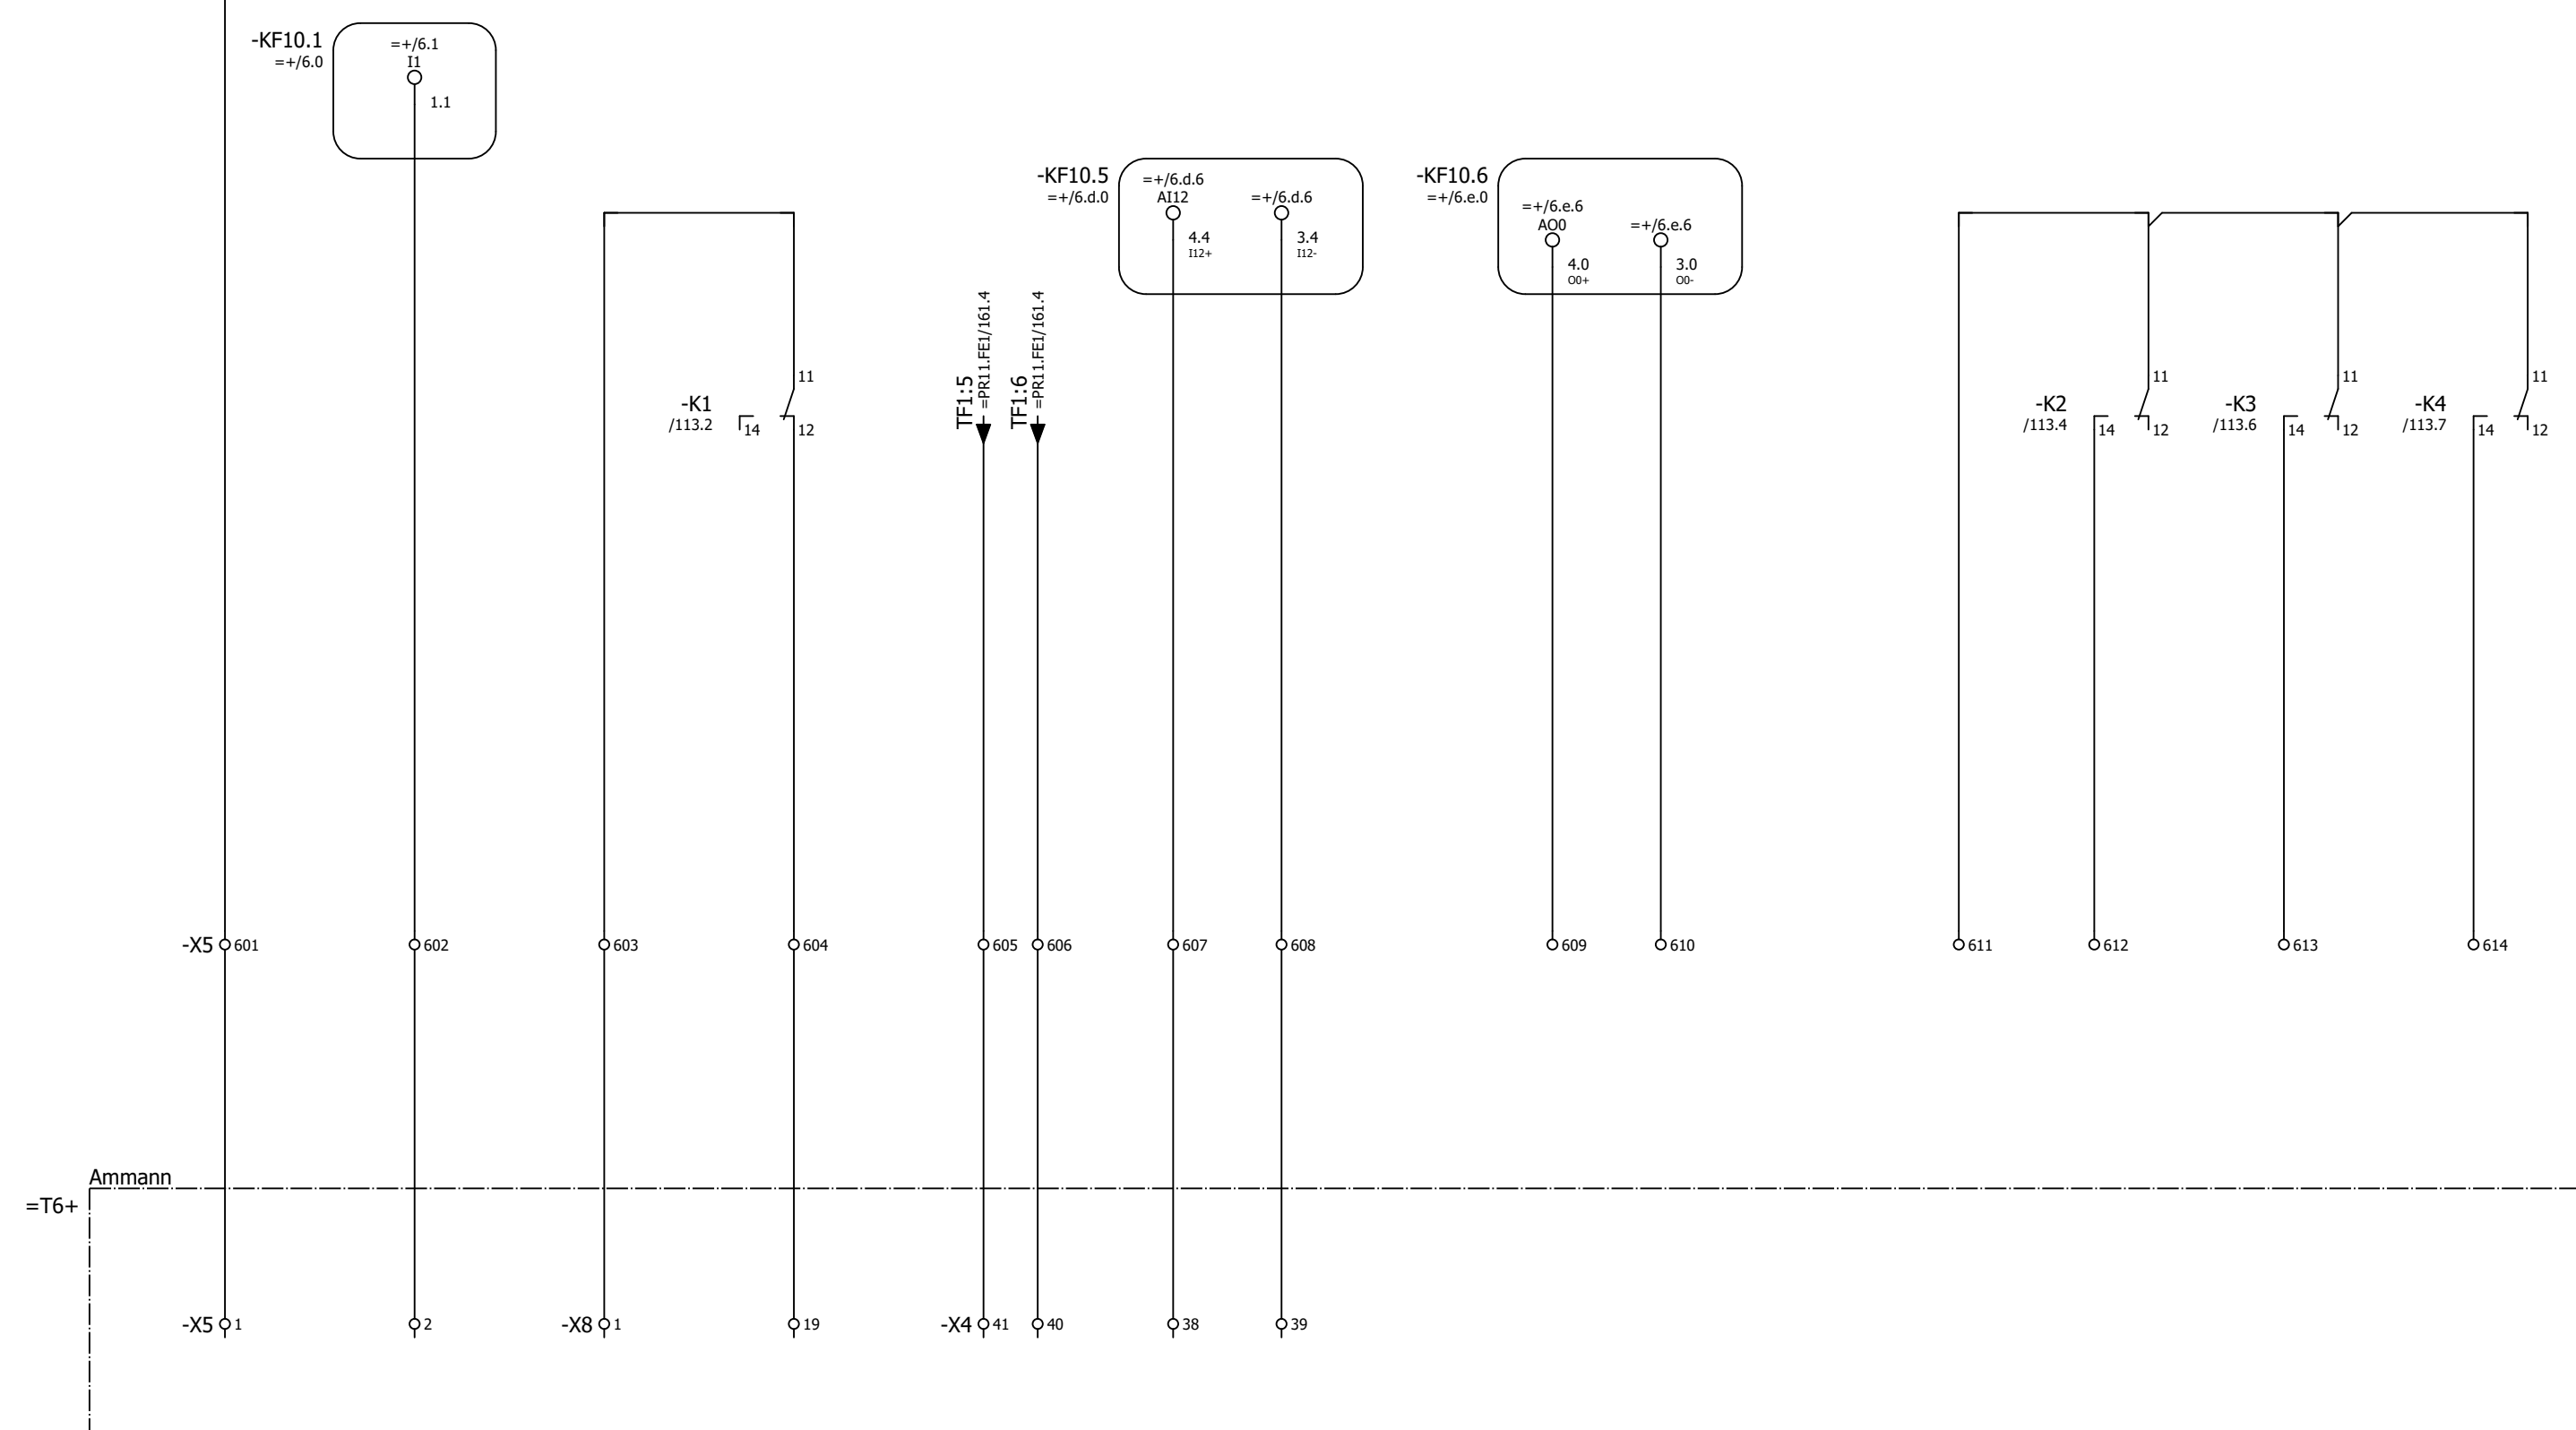 -KF10.1
=+/6.0
=+/6.1
I1
1.1
-KF10.5
=+/6.d.0
=+/6.d.6
AI12
=+/6.d.6
4.4
I12+
3.4
I12-
-KF10.6
=+/6.e.0
=+/6.e.6
AO0
=+/6.e.6
4.0
O0+
3.0
O0-
-K1
/113.2
11
14
12
TF1:5
=PR11.FE1/161.4
TF1:6
=PR11.FE1/161.4
-K2
/113.4
11
14
12
-K3
/113.6
11
14
12
-K4
/113.7
11
14
12
-X5
601
602
603
604
605
606
607
608
609
610
611
612
613
614
Ammann
=T6+
-X5
1
2
-X8
1
19
-X4
41
40
38
39